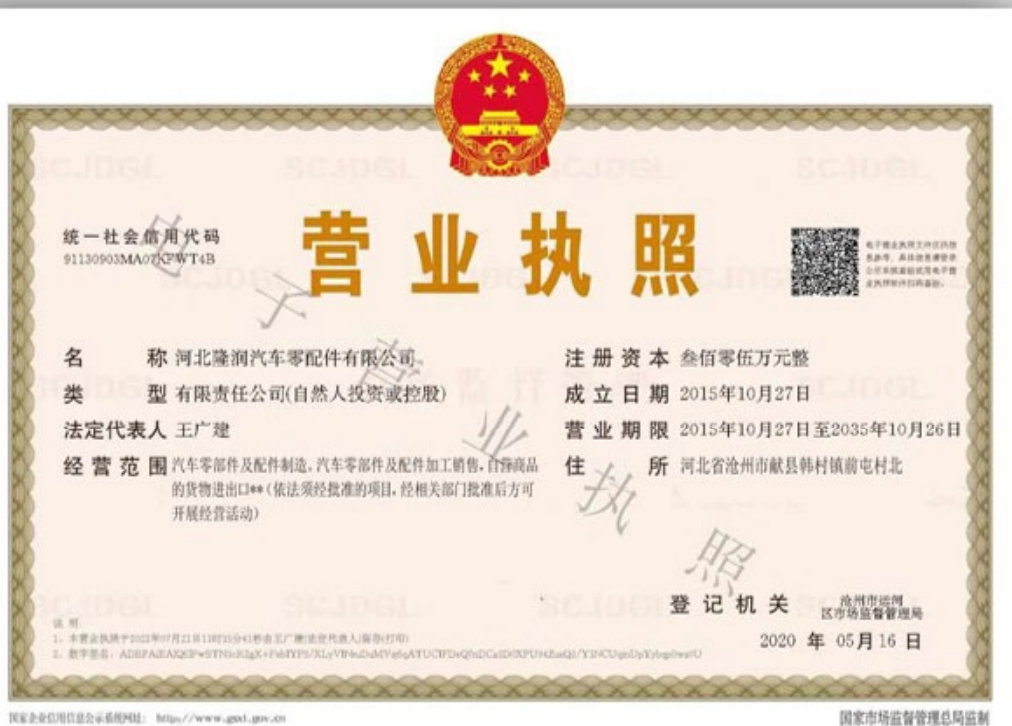 统一社会信用代码
91130903MA07KFWT4B
营业执照
名称 河北隆润汽车零配件有限公司
类型 有限责任公司(自然人投资或控股)
法定代表人 王广建
经营范围 汽车零部件及配件制造,汽车零部件及配件加工销售,自营商品
的货物进出口**(依法须经批准的项目,经相关部门批准后方可
开展经营活动)
注册资本 叁佰零伍万元整
成立日期 2015年10月27日
营业期限 2015年10月27日至2035年10月26日
住所 河北省沧州市献县韩村镇前屯村北
电子营业执照
SCJDGL
登记机关
沧州市运河
区市场监督管理局
2020 年 05月 16 日
说明:
国家企业信用信息公示系统网址: http://www.gsxt.gov.cn
国家市场监督管理总局监制